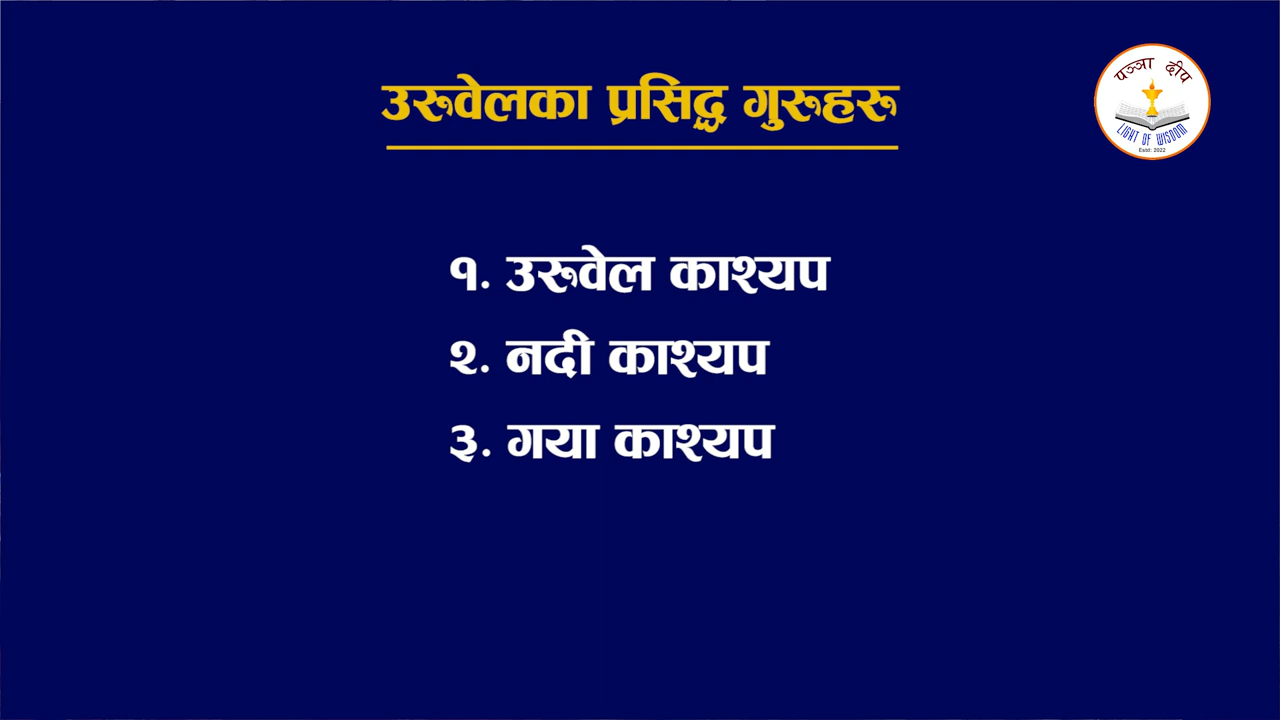 उरुवेलका प्रसिद्ध गुरुहरु
पञ्ञा दीप
LIGHT OF WISDOM
Estd: 2022
१. उरुवेल काश्यप
२. नदी काश्यप
३. गया काश्यप